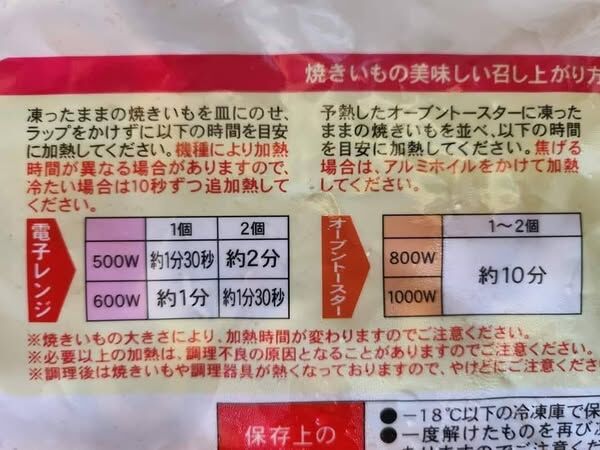 焼きいもの美味しい召し上がり方
凍ったままの焼きいもを皿にのせ、
ラップをかけずに以下の時間を目安
に加熱してください。機種により加熱
時間が異なる場合がありますので、
冷たい場合は10秒ずつ追加熱して
ください。
電子レンジ
1個 2個
500W 約1分30秒 約2分
600W 約1分 約1分30秒
予熱したオーブントースターに凍った
ままの焼きいもを並べ、以下の時間を
目安に加熱してください。焦げる
場合は、アルミホイルをかけて加熱
してください。
オーブントースター
1〜2個
800W 約10分
1000W
※焼きいもの大きさにより、加熱時間が変わりますのでご注意ください。
※必要以上の加熱は、調理不良の原因となることがありますのでご注意ください。
※調理後は焼きいもや調理器具が熱くなっておりますので、やけどにご注意くださ
保存上の
●−18℃以下の冷凍庫で保
●一度解けたものを再び
ありますのでご注意くださ